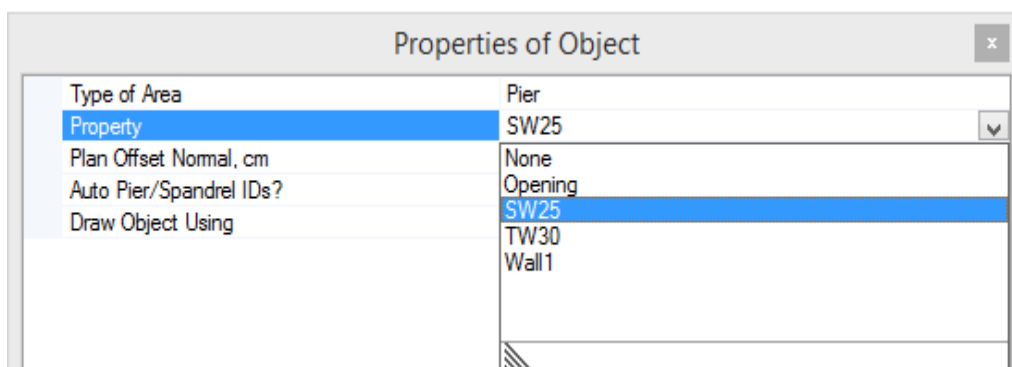 Properties of Object
x
Type of Area Pier
Property SW25
Plan Offset Normal, cm None
Auto Pier/Spandrel IDs? Opening
Draw Object Using SW25
TW30
Wall1